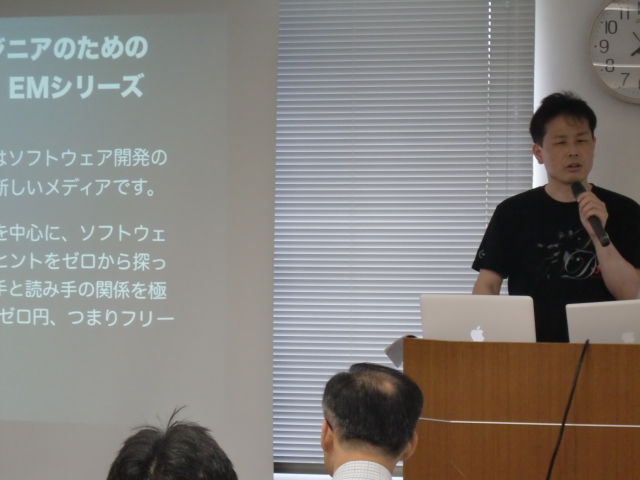 ジニアのための
EMシリーズ
はソフトウェア開発の
新しいメディアです。
を中心に、ソフトウェ
ヒントをゼロから探っ
手と読み手の関係を極
ゼロ円、つまりフリー
11
10
9
8
7